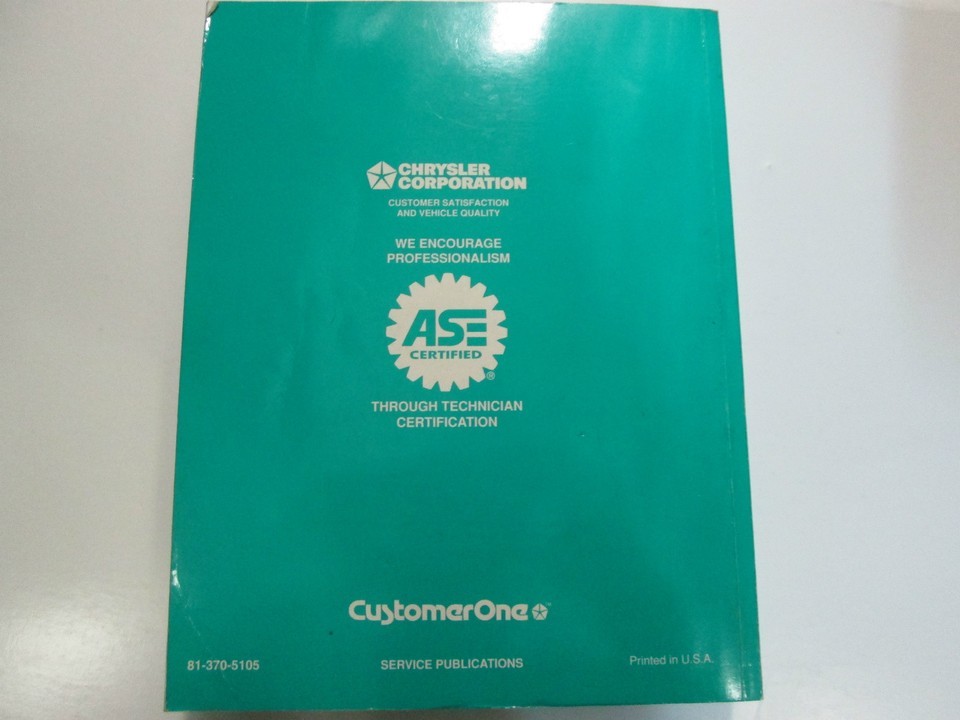 CHRYSLER
CORPORATION
CUSTOMER SATISFACTION
AND VEHICLE QUALITY
WE ENCOURAGE
PROFESSIONALISM
ASE
CERTIFIED
®
THROUGH TECHNICIAN
CERTIFICATION
CustomerOne
81-370-5105 SERVICE PUBLICATIONS Printed in U.S.A.